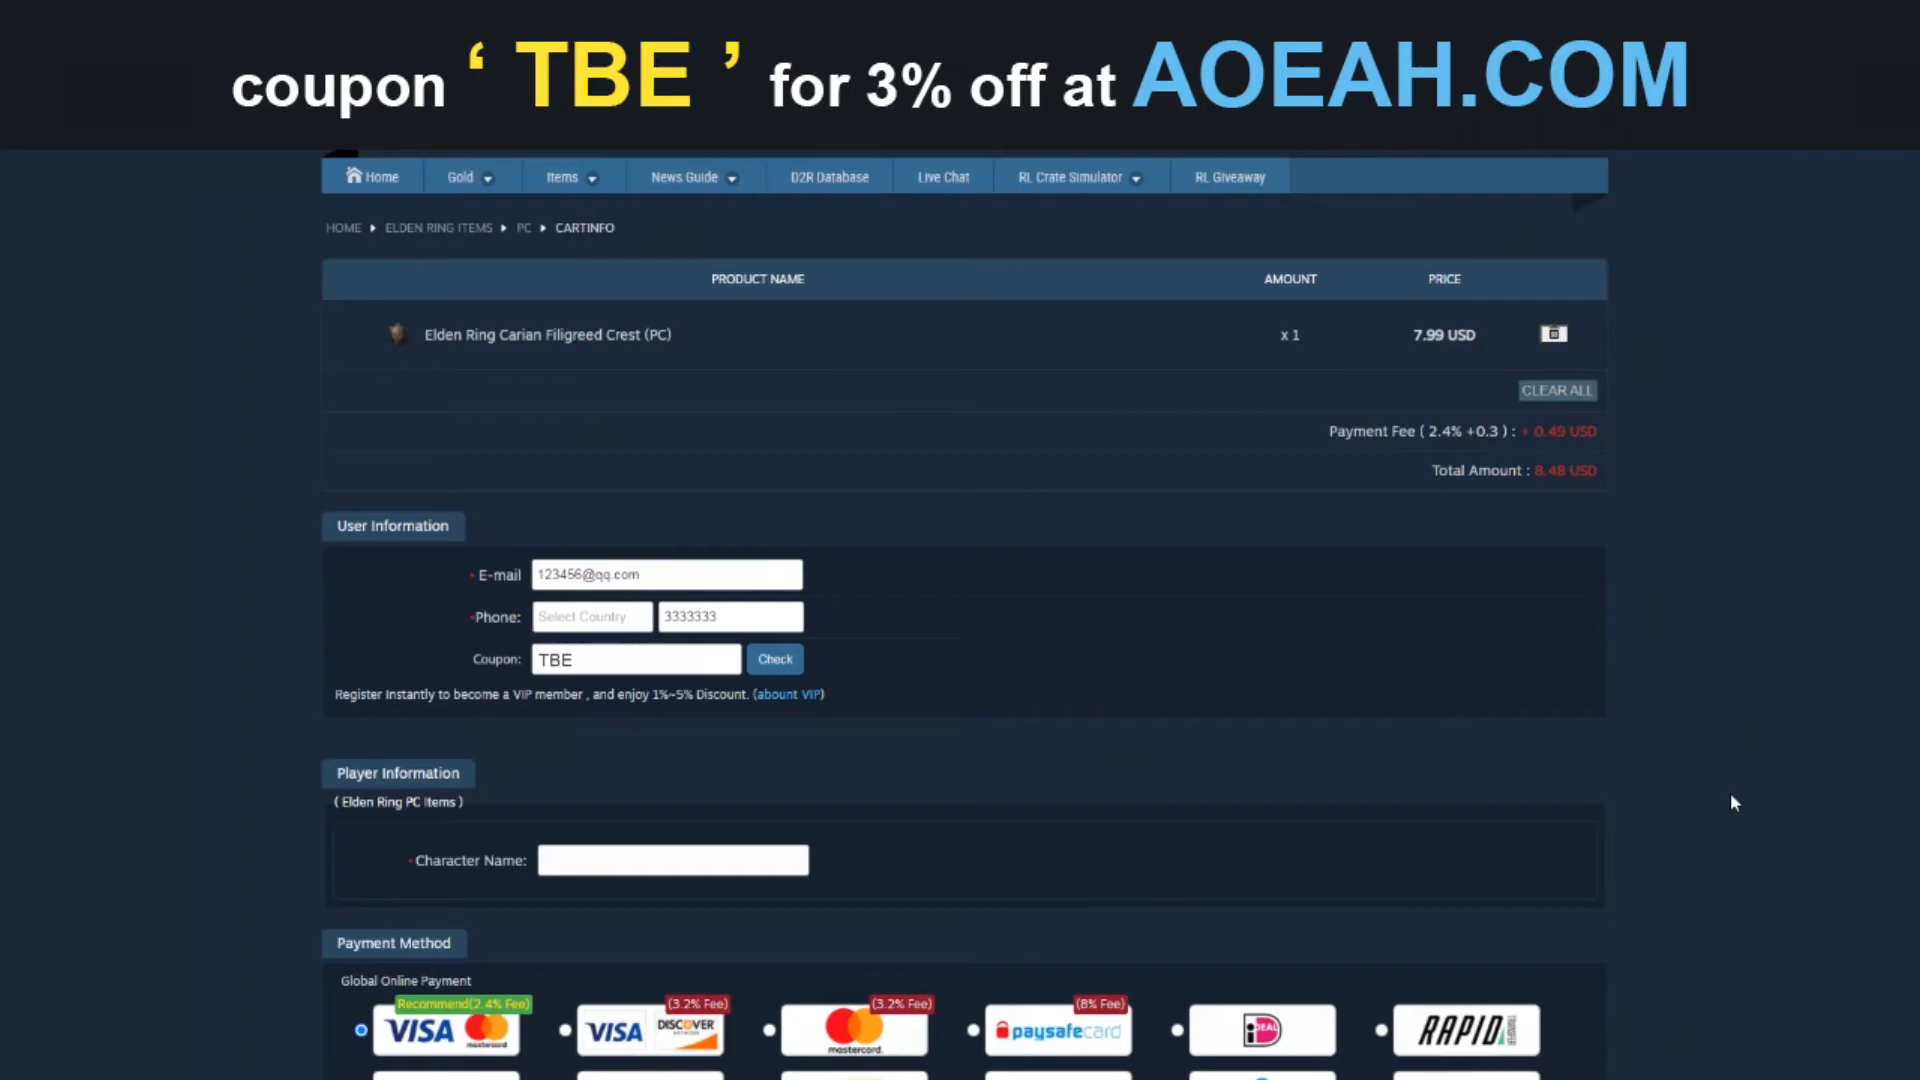 coupon ‘ TBE ’ for 3% off at AOEAH.COM
Home Gold Items News Guide D2R Database Live Chat RL Crate Simulator RL Giveaway
HOME ELDEN RING ITEMS PC CARTINFO
PRODUCT NAME AMOUNT PRICE
Elden Ring Carian Filigreed Crest (PC) x 1 7.99 USD
CLEAR ALL
Payment Fee ( 2.4% +0.3 ) : + 0.49 USD
Total Amount : 8.48 USD
User Information
* E-mail 123456@qq.com
*Phone: Select Country 3333333
Coupon: TBE Check
Register Instantly to become a VIP member , and enjoy 1%~5% Discount. (abount VIP)
Player Information
( Elden Ring PC Items )
*Character Name:
Payment Method
Global Online Payment
Recommend(2.4% Fee) (3.2% Fee) (3.2% Fee) (8% Fee)
VISA mastercard VISA DISCOVER NETWORK mastercard. paysafecard iDEAL RAPID TRANSFER